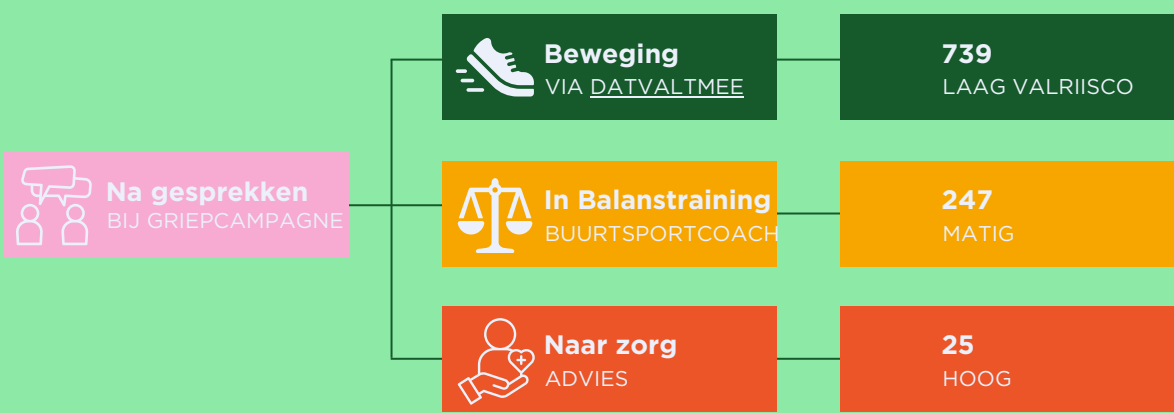 Beweging
VIA DATVALTMEE
739
LAAG VALRIISCO
Na gesprekken
BIJ GRIEPCAMPAGNE
In Balanstraining
BUURTSPORTCOACH
247
MATIG
Naar zorg
ADVIES
25
HOOG